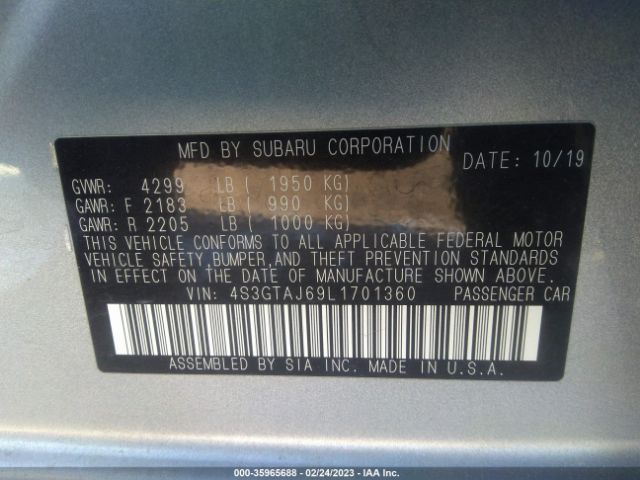 MFD BY SUBARU CORPORATION
DATE: 10/19
GVWR: 4299 LB ( 1950 KG)
GAWR: F 2183 LB ( 990 KG)
GAWR: R 2205 LB ( 1000 KG)
THIS VEHICLE CONFORMS TO ALL APPLICABLE FEDERAL MOTOR
VEHICLE SAFETY,BUMPER,AND THEFT PREVENTION STANDARDS
IN EFFECT ON THE DATE OF MANUFACTURE SHOWN ABOVE.
VIN: 4S3GTAJ69L1701360 PASSENGER CAR
ASSEMBLED BY SIA INC. MADE IN U.S.A.
000-35965688 - 02/24/2023 - IAA Inc.